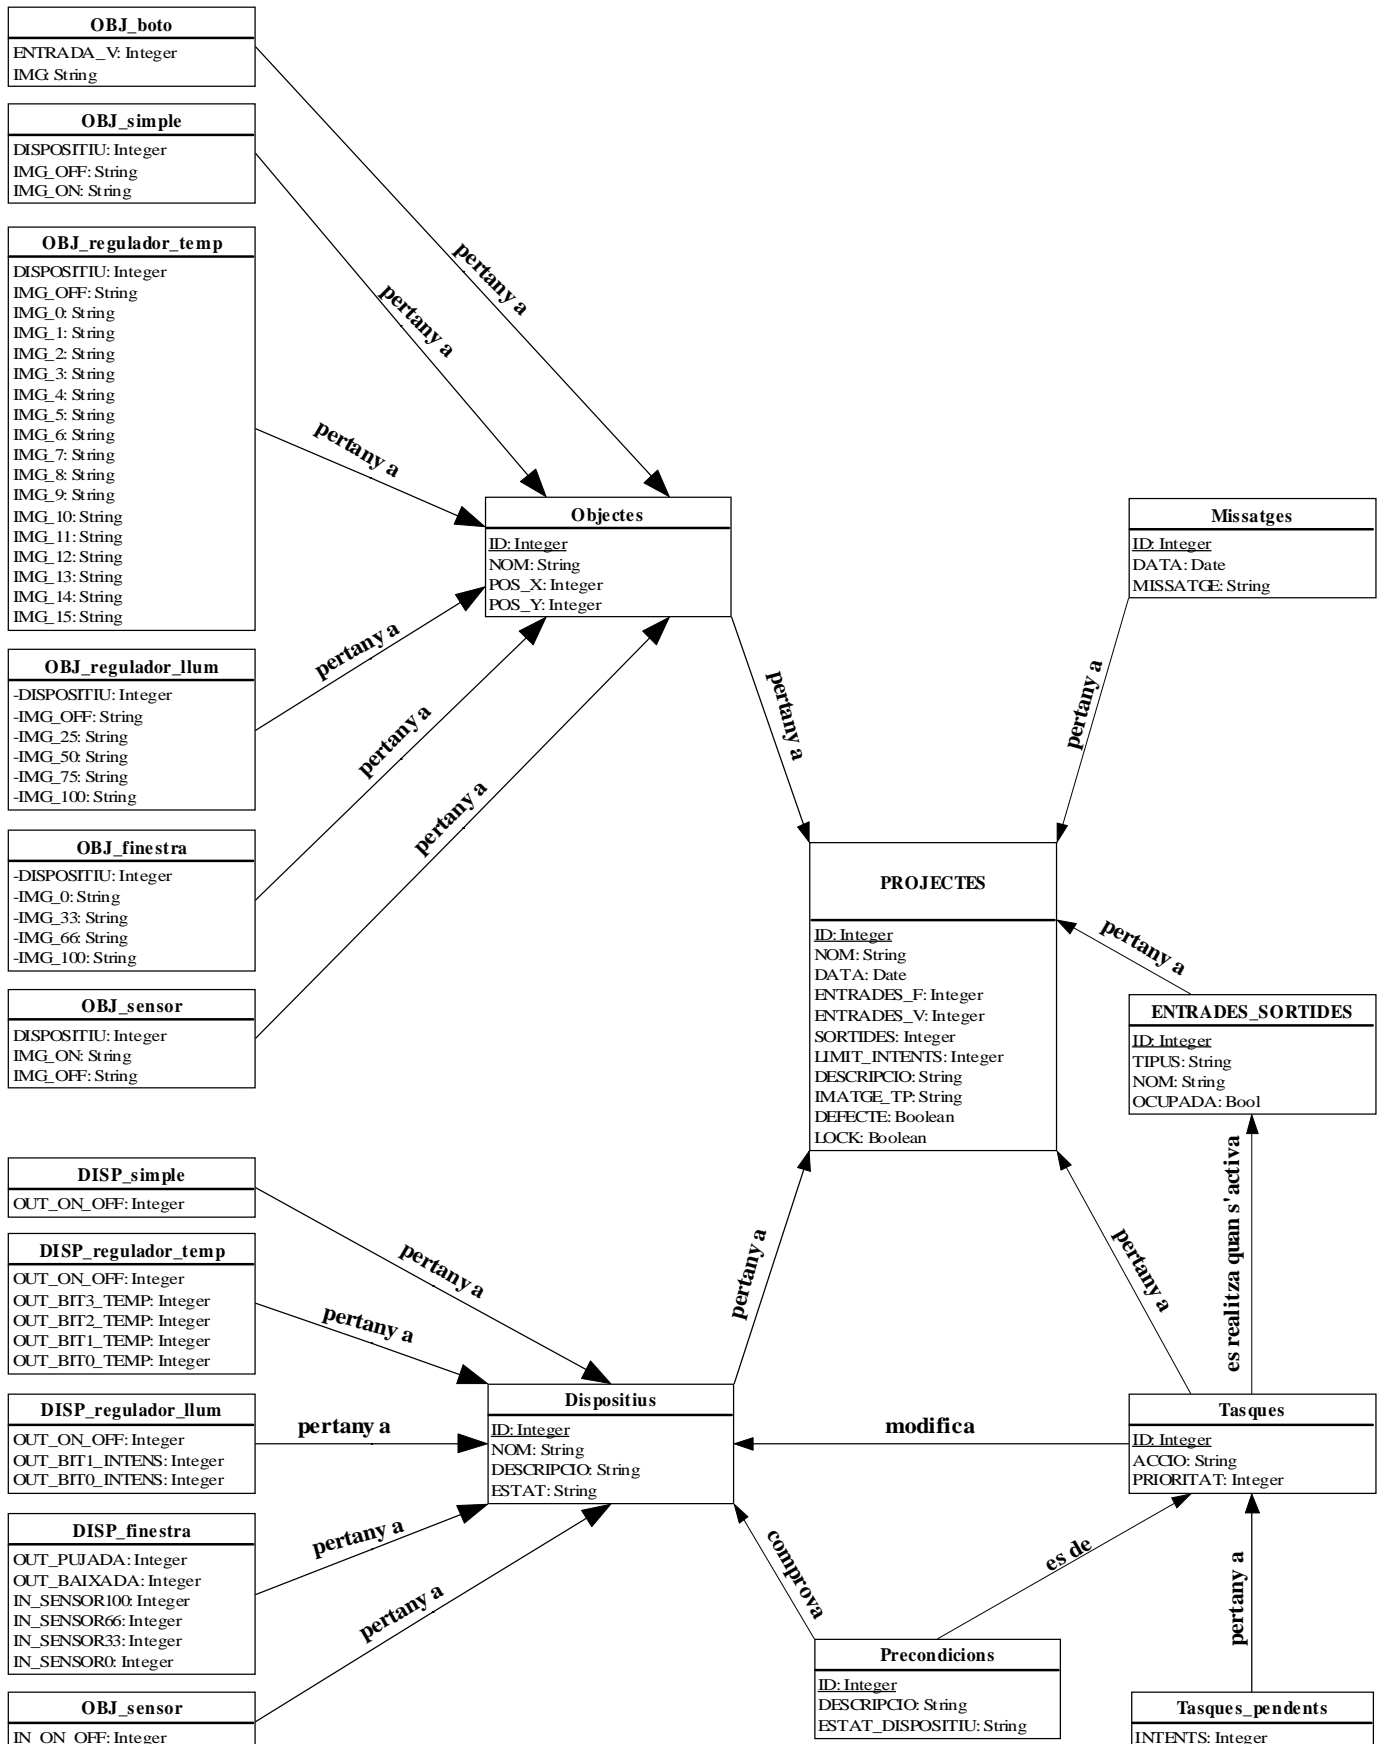 OBJ_boto
ENTRADA_V: Integer
IMG: String
OBJ_simple
DISPOSITIU: Integer
IMG_OFF: String
IMG_ON: String
OBJ_regulador_temp
DISPOSITIU: Integer
IMG_OFF: String
IMG_0: String
IMG_1: String
IMG_2: String
IMG_3: String
IMG_4: String
IMG_5: String
IMG_6: String
IMG_7: String
IMG_8: String
IMG_9: String
IMG_10: String
IMG_11: String
IMG_12: String
IMG_13: String
IMG_14: String
IMG_15: String
OBJ_regulador_llum
-DISPOSITIU: Integer
-IMG_OFF: String
-IMG_25: String
-IMG_50: String
-IMG_75: String
-IMG_100: String
OBJ_finestra
-DISPOSITIU: Integer
-IMG_0: String
-IMG_33: String
-IMG_66: String
-IMG_100: String
OBJ_sensor
DISPOSITIU: Integer
IMG_ON: String
IMG_OFF: String
pertany a
pertany a
pertany a
pertany a
pertany a
pertany a
Objectes
ID: Integer
NOM: String
POS_X: Integer
POS_Y: Integer
Missatges
ID: Integer
DATA: Date
MISSATGE: String
pertany a
pertany a
PROJECTES
ID: Integer
NOM: String
DATA: Date
ENTRADES_F: Integer
ENTRADES_V: Integer
SORTIDES: Integer
LIMIT_INTENTS: Integer
DESCRIPCIO: String
IMATGE_TP: String
DEFECTE: Boolean
LOCK: Boolean
pertany a
ENTRADES_SORTIDES
ID: Integer
TIPUS: String
NOM: String
OCUPADA: Bool
es realitza quan s'activa
pertany a
pertany a
DISP_simple
OUT_ON_OFF: Integer
DISP_regulador_temp
OUT_ON_OFF: Integer
OUT_BIT3_TEMP: Integer
OUT_BIT2_TEMP: Integer
OUT_BIT1_TEMP: Integer
OUT_BIT0_TEMP: Integer
DISP_regulador_llum
OUT_ON_OFF: Integer
OUT_BIT1_INTENS: Integer
OUT_BIT0_INTENS: Integer
DISP_finestra
OUT_PUJADA: Integer
OUT_BAIXADA: Integer
IN_SENSOR100: Integer
IN_SENSOR66: Integer
IN_SENSOR33: Integer
IN_SENSOR0: Integer
OBJ_sensor
IN_ON_OFF: Integer
pertany a
pertany a
pertany a
pertany a
pertany a
Dispositius
ID: Integer
NOM: String
DESCRIPCIO: String
ESTAT: String
modifica
Tasques
ID: Integer
ACCIO: String
PRIORITAT: Integer
comprova
es de
pertany a
Precondicions
ID: Integer
DESCRIPCIO: String
ESTAT_DISPOSITIU: String
Tasques_pendents
INTENTS: Integer